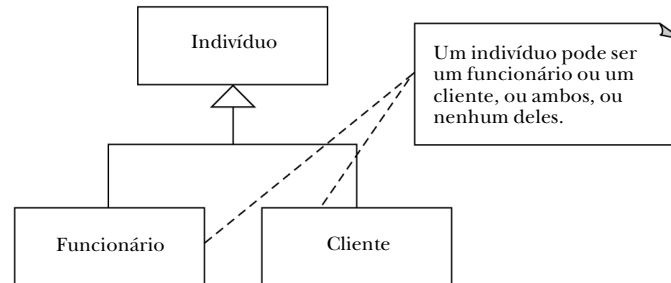 Indivíduo
Um indivíduo pode ser
um funcionário ou um
cliente, ou ambos, ou
nenhum deles.
Funcionário
Cliente